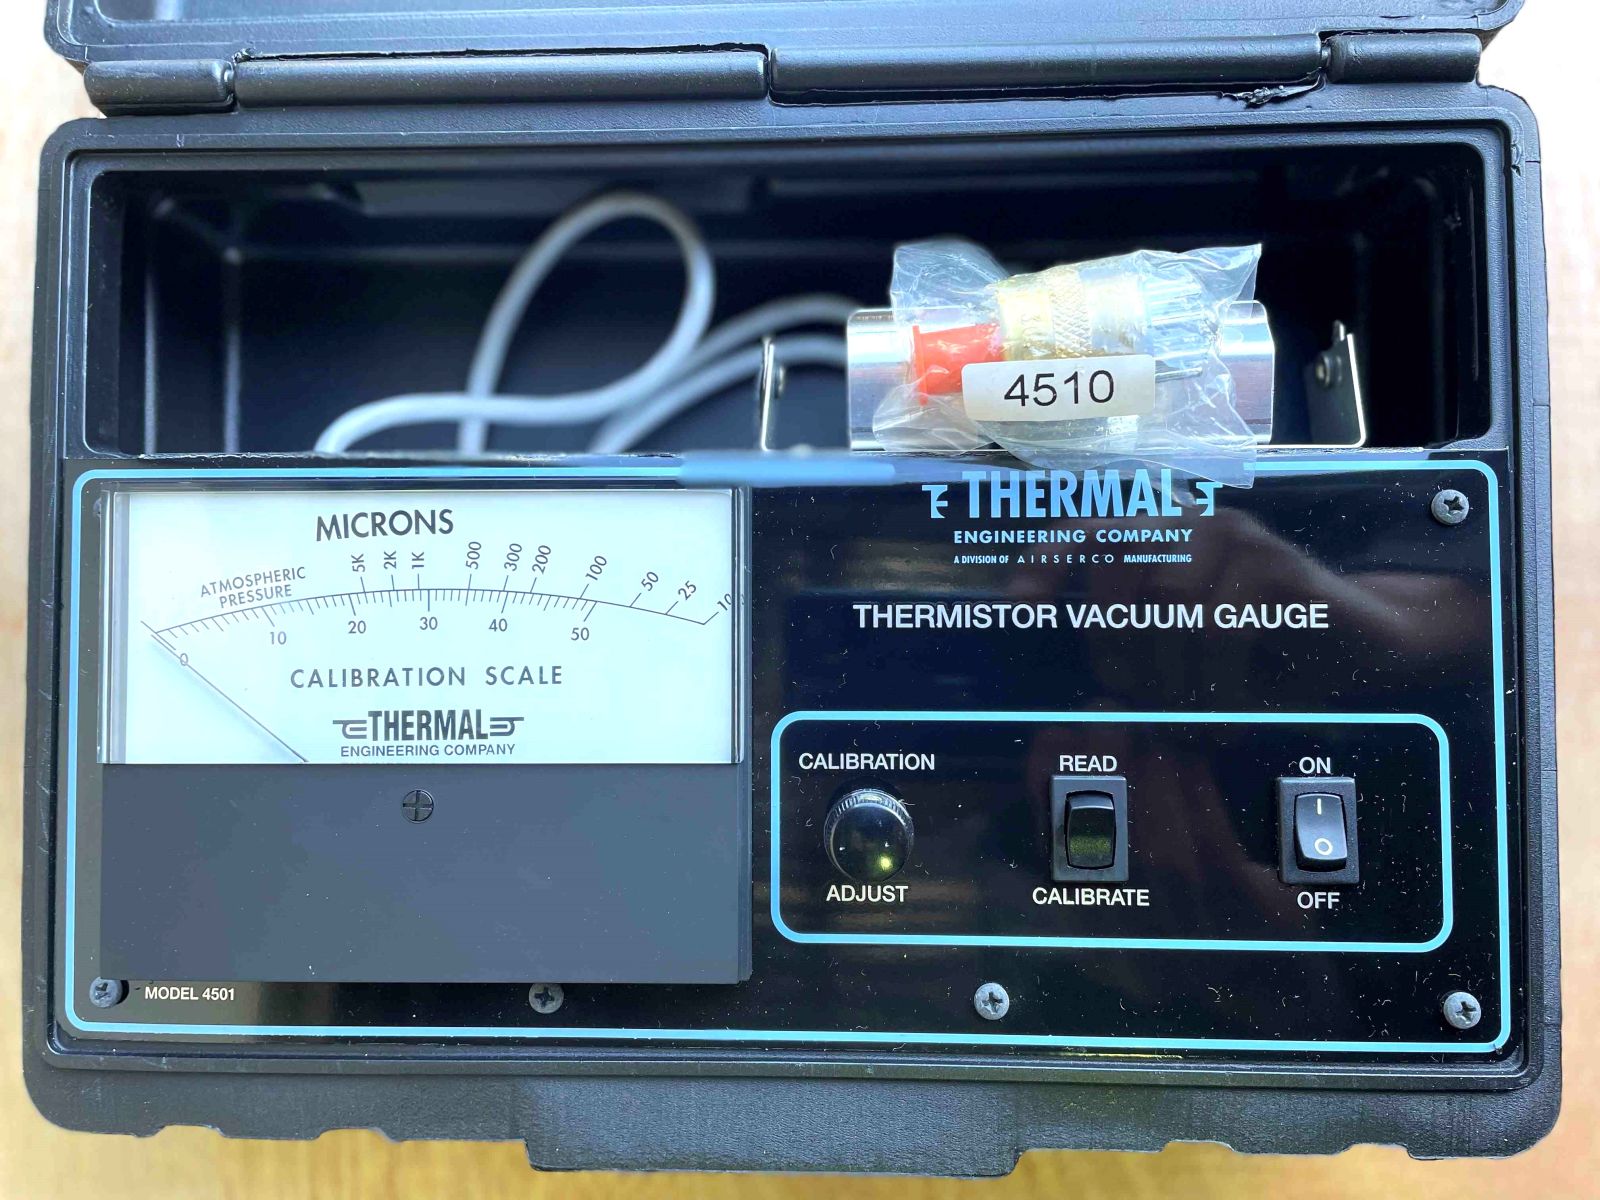 4510
THERMAL
ENGINEERING COMPANY
A DIVISION OF AIRSERCO MANUFACTURING
THERMISTOR VACUUM GAUGE
MICRONS
ATMOSPHERIC
PRESSURE
5K 2K 1K 500 300 200 100 50 25 10
0 10 20 30 40 50
CALIBRATION SCALE
THERMAL
ENGINEERING COMPANY
CALIBRATION
ADJUST
READ
CALIBRATE
ON
I
O
OFF
MODEL 4501